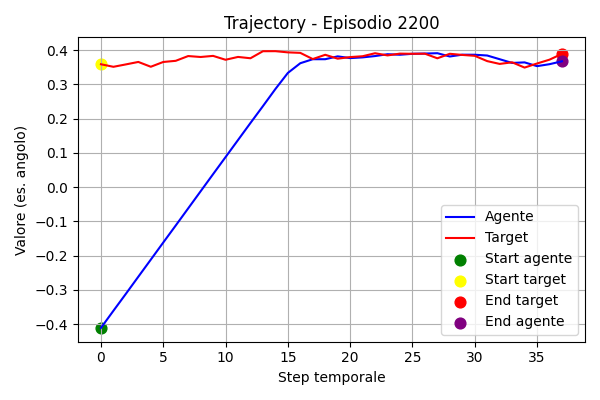 Trajectory - Episodio 2200
Valore (es. angolo)
0.4
0.3
0.2
0.1
0.0
−0.1
−0.2
−0.3
−0.4
0 5 10 15 20 25 30 35
Step temporale
Agente
Target
Start agente
Start target
End target
End agente